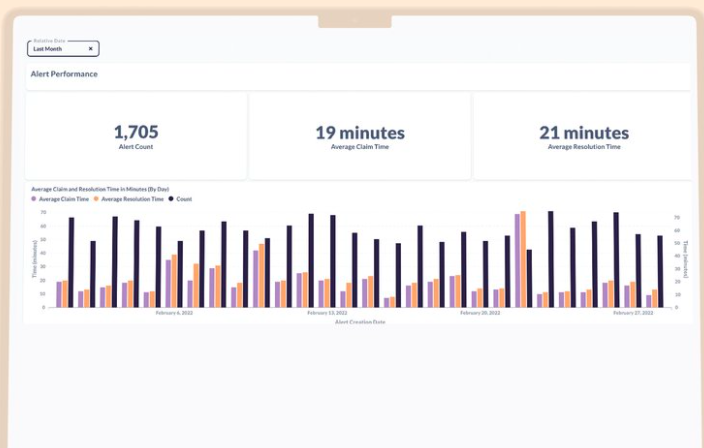 Relative Date
Last Month ×
Alert Performance
1,705
Alert Count
19 minutes
Average Claim Time
21 minutes
Average Resolution Time
Average Claim and Resolution Time in Minutes (By Day)
Average Claim Time Average Resolution Time Count
Time (minutes)
70
60
50
40
30
20
10
0
70
60
50
40
30
20
10
0
Time (minutes)
February 6, 2022 February 13, 2022 February 20, 2022 February 27, 2022
Alert Creation Date